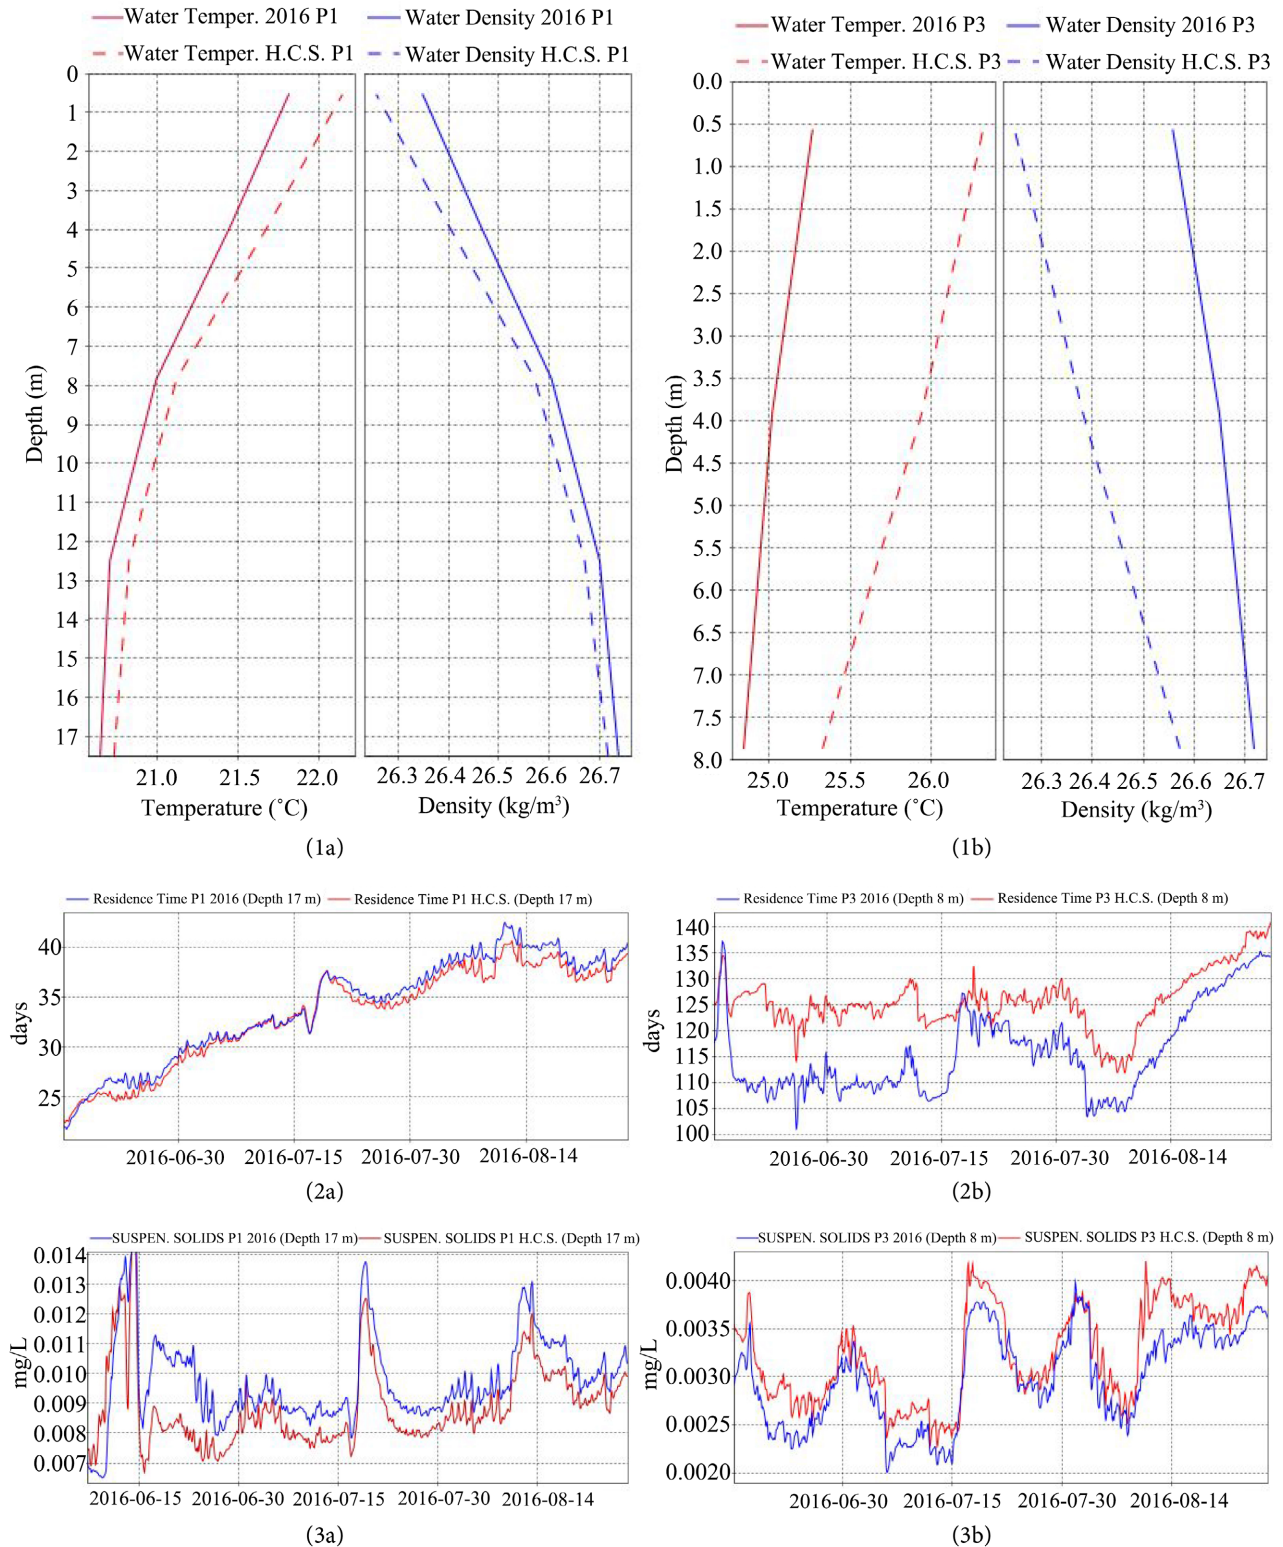 Water Temper. 2016 P1 Water Density 2016 P1
Water Temper. H.C.S. P1 Water Density H.C.S. P1
0
1
2
3
4
5
6
7
8
9
10
11
12
13
14
15
16
17
Depth (m)
21.0 21.5 22.0 26.3 26.4 26.5 26.6 26.7
Temperature (˚C) Density (kg/m³)
(1a)
Water Temper. 2016 P3 Water Density 2016 P3
Water Temper. H.C.S. P3 Water Density H.C.S. P3
0.0
0.5
1.0
1.5
2.0
2.5
3.0
3.5
4.0
4.5
5.0
5.5
6.0
6.5
7.0
7.5
8.0
Depth (m)
25.0 25.5 26.0 26.3 26.4 26.5 26.6 26.7
Temperature (˚C) Density (kg/m³)
(1b)
Residence Time P1 2016 (Depth 17 m) Residence Time P1 H.C.S. (Depth 17 m)
40
35
30
25
days
2016-06-30 2016-07-15 2016-07-30 2016-08-14
(2a)
Residence Time P3 2016 (Depth 8 m) Residence Time P3 H.C.S. (Depth 8 m)
140
135
130
125
120
115
110
105
100
days
2016-06-30 2016-07-15 2016-07-30 2016-08-14
(2b)
SUSPEN. SOLIDS P1 2016 (Depth 17 m) SUSPEN. SOLIDS P1 H.C.S. (Depth 17 m)
0.014
0.013
0.012
0.011
0.010
0.009
0.008
0.007
mg/L
2016-06-15 2016-06-30 2016-07-15 2016-07-30 2016-08-14
(3a)
SUSPEN. SOLIDS P3 2016 (Depth 8 m) SUSPEN. SOLIDS P3 H.C.S. (Depth 8 m)
0.0040
0.0035
0.0030
0.0025
0.0020
mg/L
2016-06-30 2016-07-15 2016-07-30 2016-08-14
(3b)